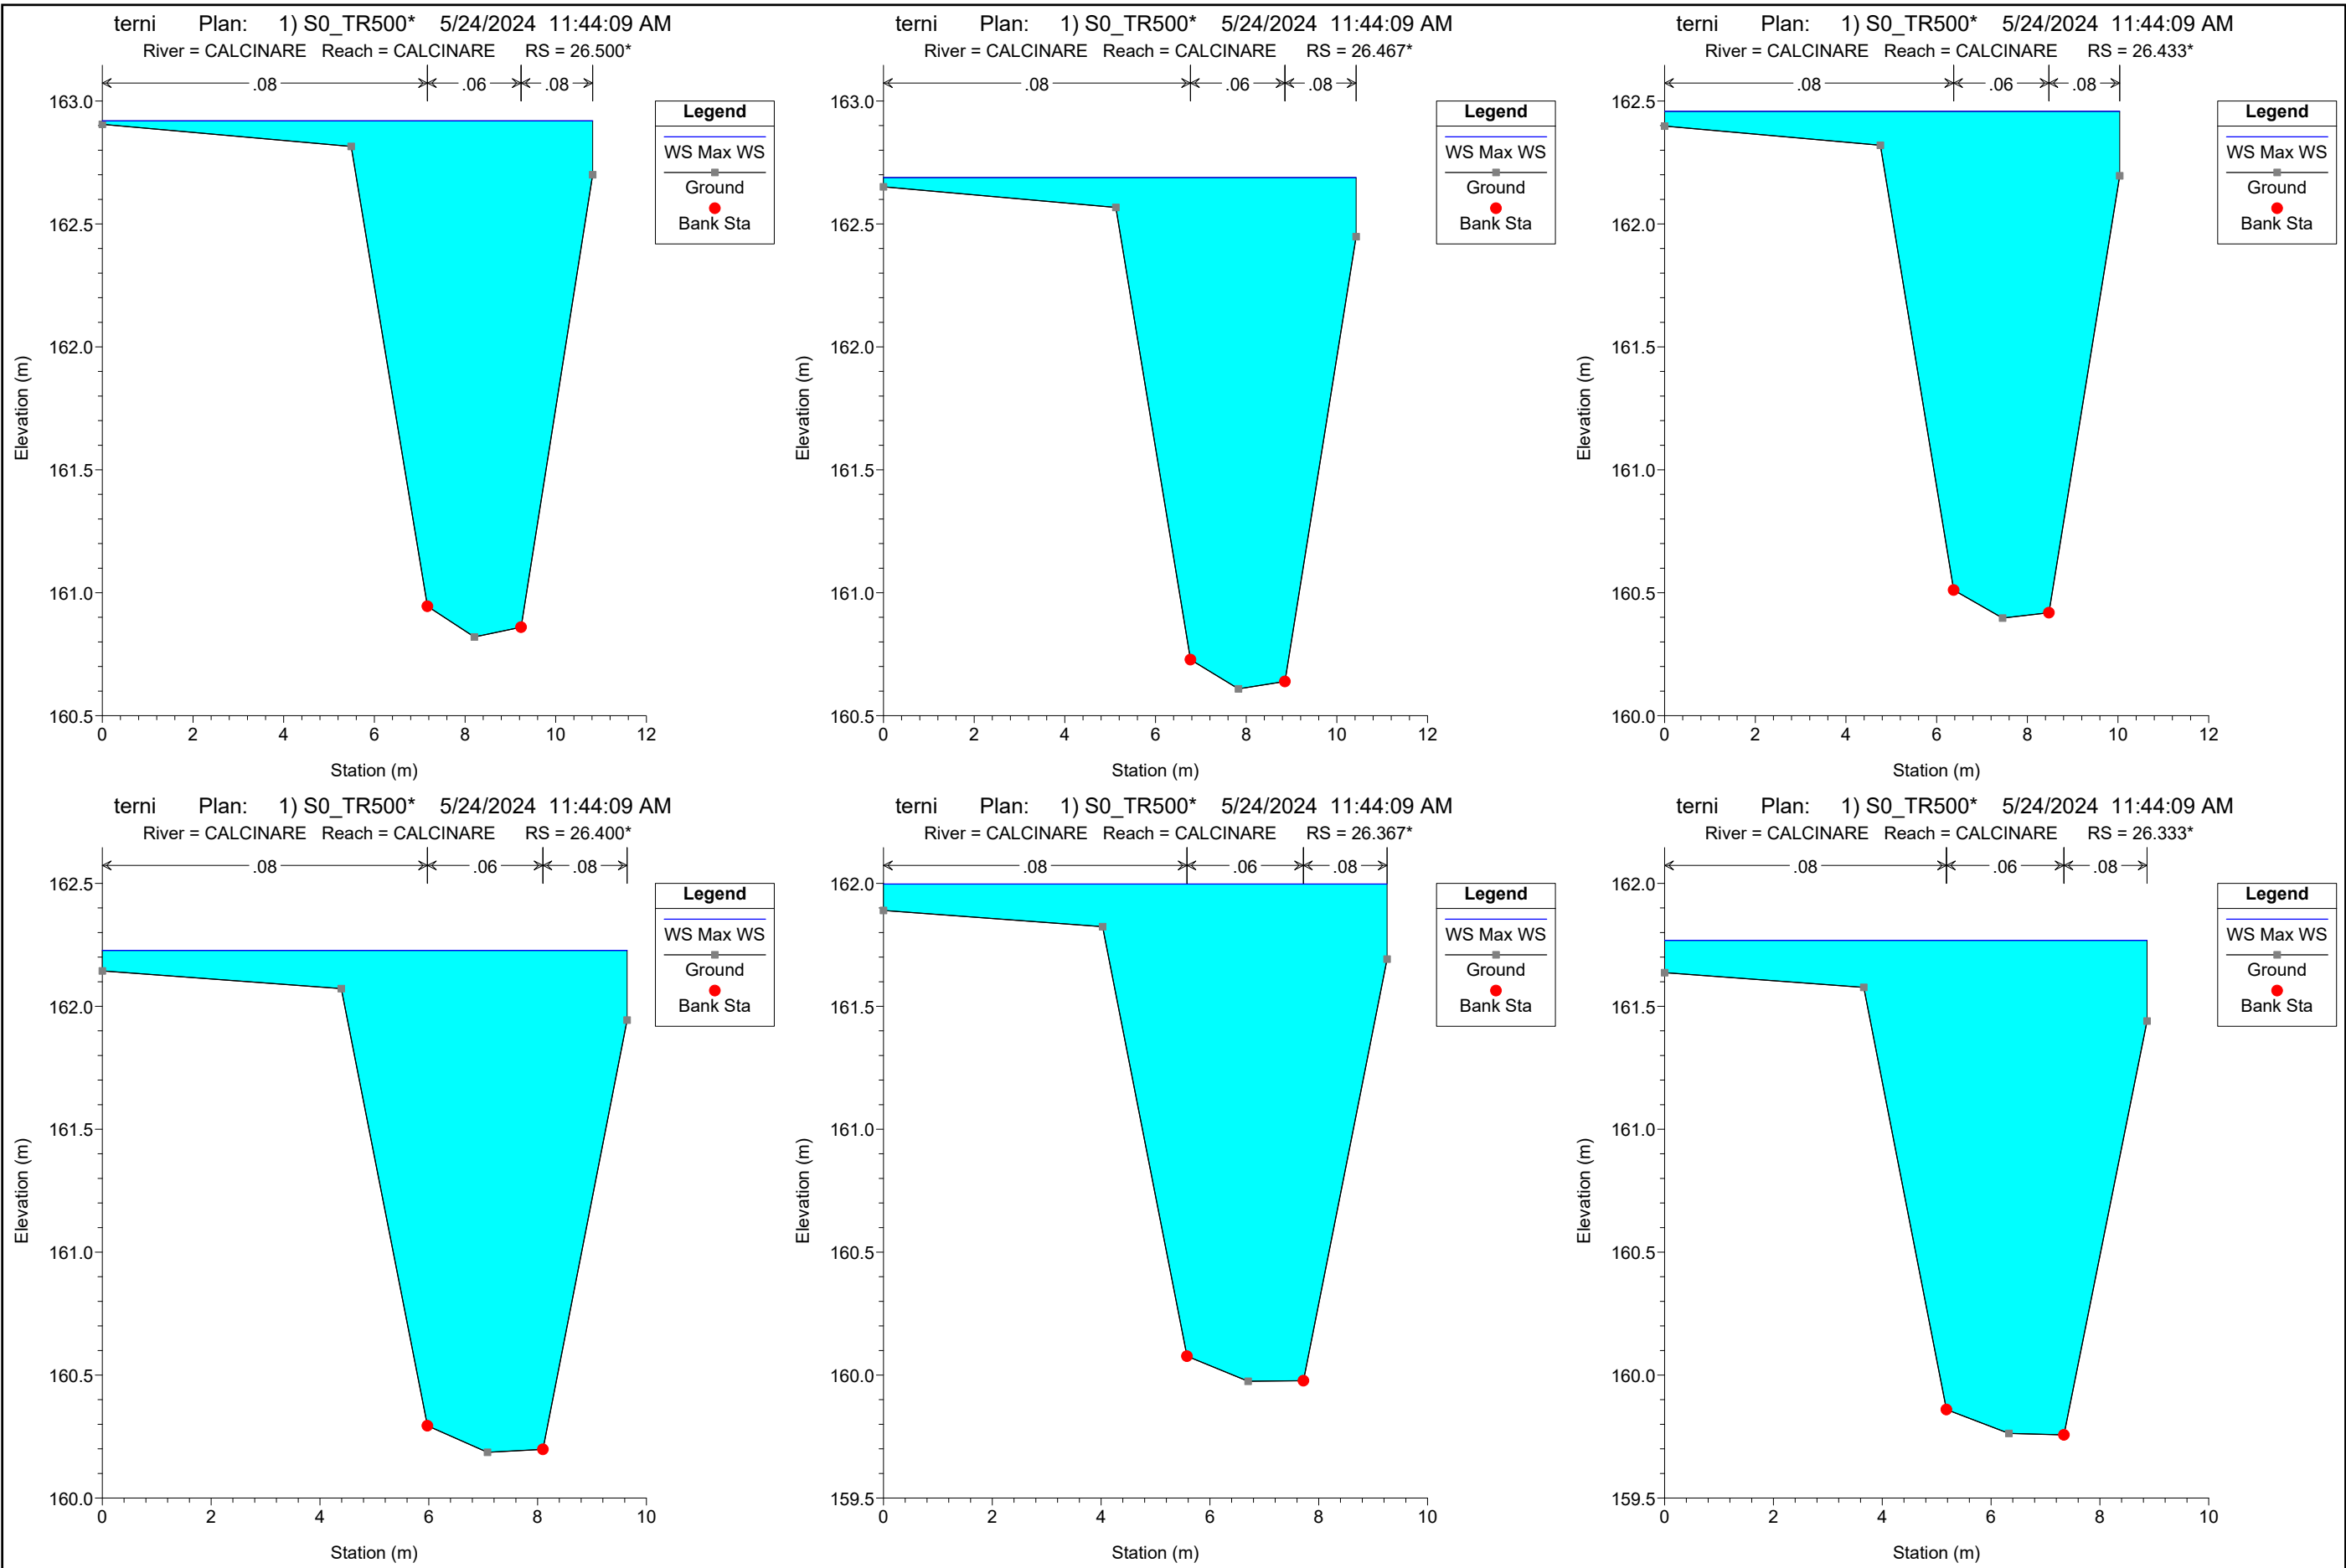 terni Plan: 1) S0_TR500* 5/24/2024 11:44:09 AM
River = CALCINARE Reach = CALCINARE RS = 26.500*
.08 .06 .08
163.0
162.5
162.0
161.5
161.0
160.5
Elevation (m)
0 2 4 6 8 10 12
Station (m)
Legend
WS Max WS
Ground
Bank Sta
terni Plan: 1) S0_TR500* 5/24/2024 11:44:09 AM
River = CALCINARE Reach = CALCINARE RS = 26.467*
.08 .06 .08
163.0
162.5
162.0
161.5
161.0
160.5
Elevation (m)
0 2 4 6 8 10 12
Station (m)
Legend
WS Max WS
Ground
Bank Sta
terni Plan: 1) S0_TR500* 5/24/2024 11:44:09 AM
River = CALCINARE Reach = CALCINARE RS = 26.433*
.08 .06 .08
162.5
162.0
161.5
161.0
160.5
160.0
Elevation (m)
0 2 4 6 8 10 12
Station (m)
Legend
WS Max WS
Ground
Bank Sta
terni Plan: 1) S0_TR500* 5/24/2024 11:44:09 AM
River = CALCINARE Reach = CALCINARE RS = 26.400*
.08 .06 .08
162.5
162.0
161.5
161.0
160.5
160.0
Elevation (m)
0 2 4 6 8 10
Station (m)
Legend
WS Max WS
Ground
Bank Sta
terni Plan: 1) S0_TR500* 5/24/2024 11:44:09 AM
River = CALCINARE Reach = CALCINARE RS = 26.367*
.08 .06 .08
162.0
161.5
161.0
160.5
160.0
159.5
Elevation (m)
0 2 4 6 8 10
Station (m)
Legend
WS Max WS
Ground
Bank Sta
terni Plan: 1) S0_TR500* 5/24/2024 11:44:09 AM
River = CALCINARE Reach = CALCINARE RS = 26.333*
.08 .06 .08
162.0
161.5
161.0
160.5
160.0
159.5
Elevation (m)
0 2 4 6 8 10
Station (m)
Legend
WS Max WS
Ground
Bank Sta